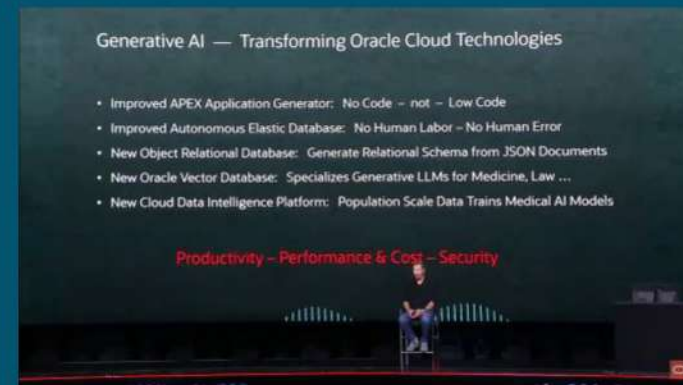 Generative AI — Transforming Oracle Cloud Technologies
• Improved APEX Application Generator: No Code – not – Low Code
• Improved Autonomous Elastic Database: No Human Labor – No Human Error
• New Object Relational Database: Generate Relational Schema from JSON Documents
• New Oracle Vector Database: Specializes Generative LLMs for Medicine, Law ...
• New Cloud Data Intelligence Platform: Population Scale Data Trains Medical AI Models
Productivity – Performance & Cost – Security